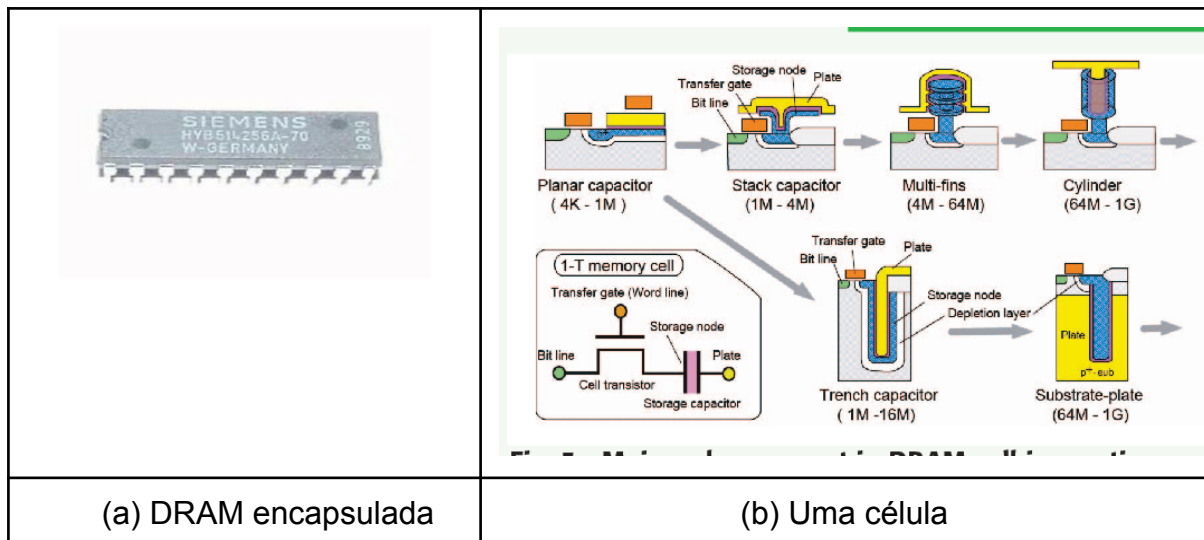 SIEMENS
HYB514256A-70
W-GERMANY
8829
Storage node
Transfer gate
Plate
Bit line
Planar capacitor
( 4K - 1M )
Stack capacitor
(1M - 4M)
Multi-fins
(4M - 64M)
Cylinder
(64M - 1G)
1-T memory cell
Transfer gate (Word line)
Storage node
Bit line
Plate
Cell transistor
Storage capacitor
Transfer gate
Plate
Bit line
Storage node
Depletion layer
Trench capacitor
( 1M -16M)
Plate
p+-sub
Substrate-plate
(64M - 1G)
(a) DRAM encapsulada
(b) Uma célula